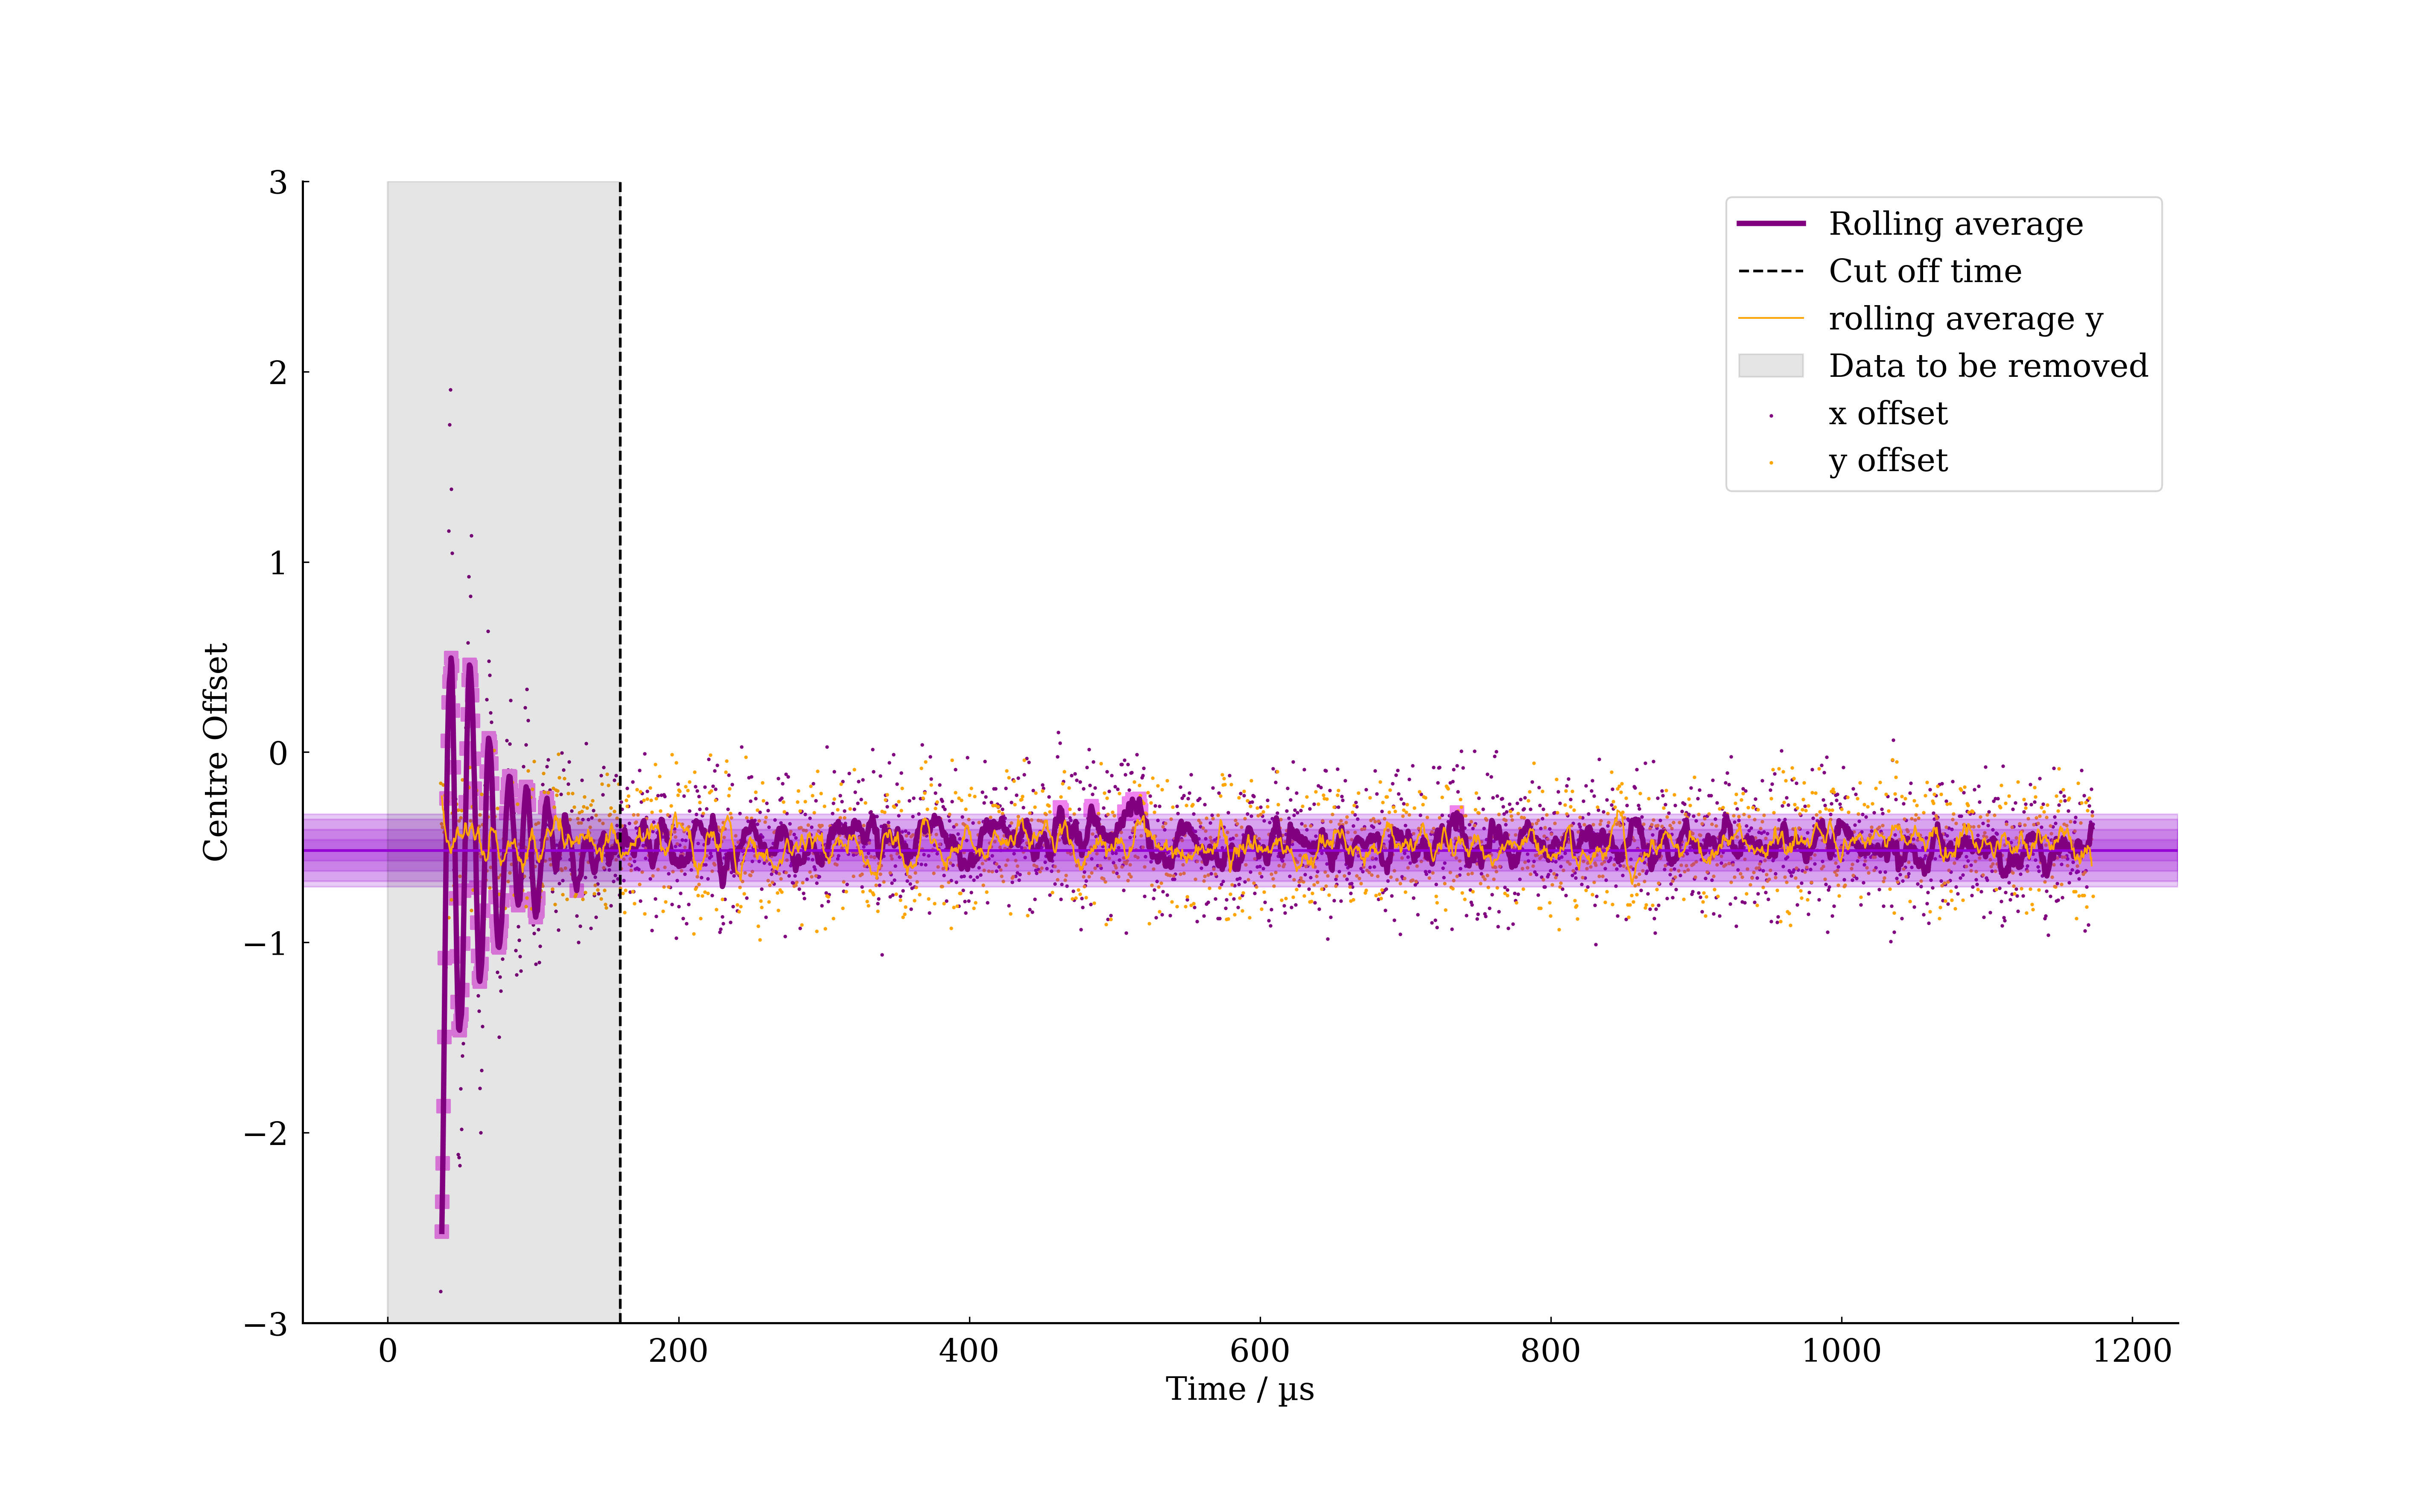 3
2
1
0
−1
−2
−3
Centre Offset
0
200
400
600
800
1000
1200
Time / µs
Rolling average
Cut off time
rolling average y
Data to be removed
x offset
y offset